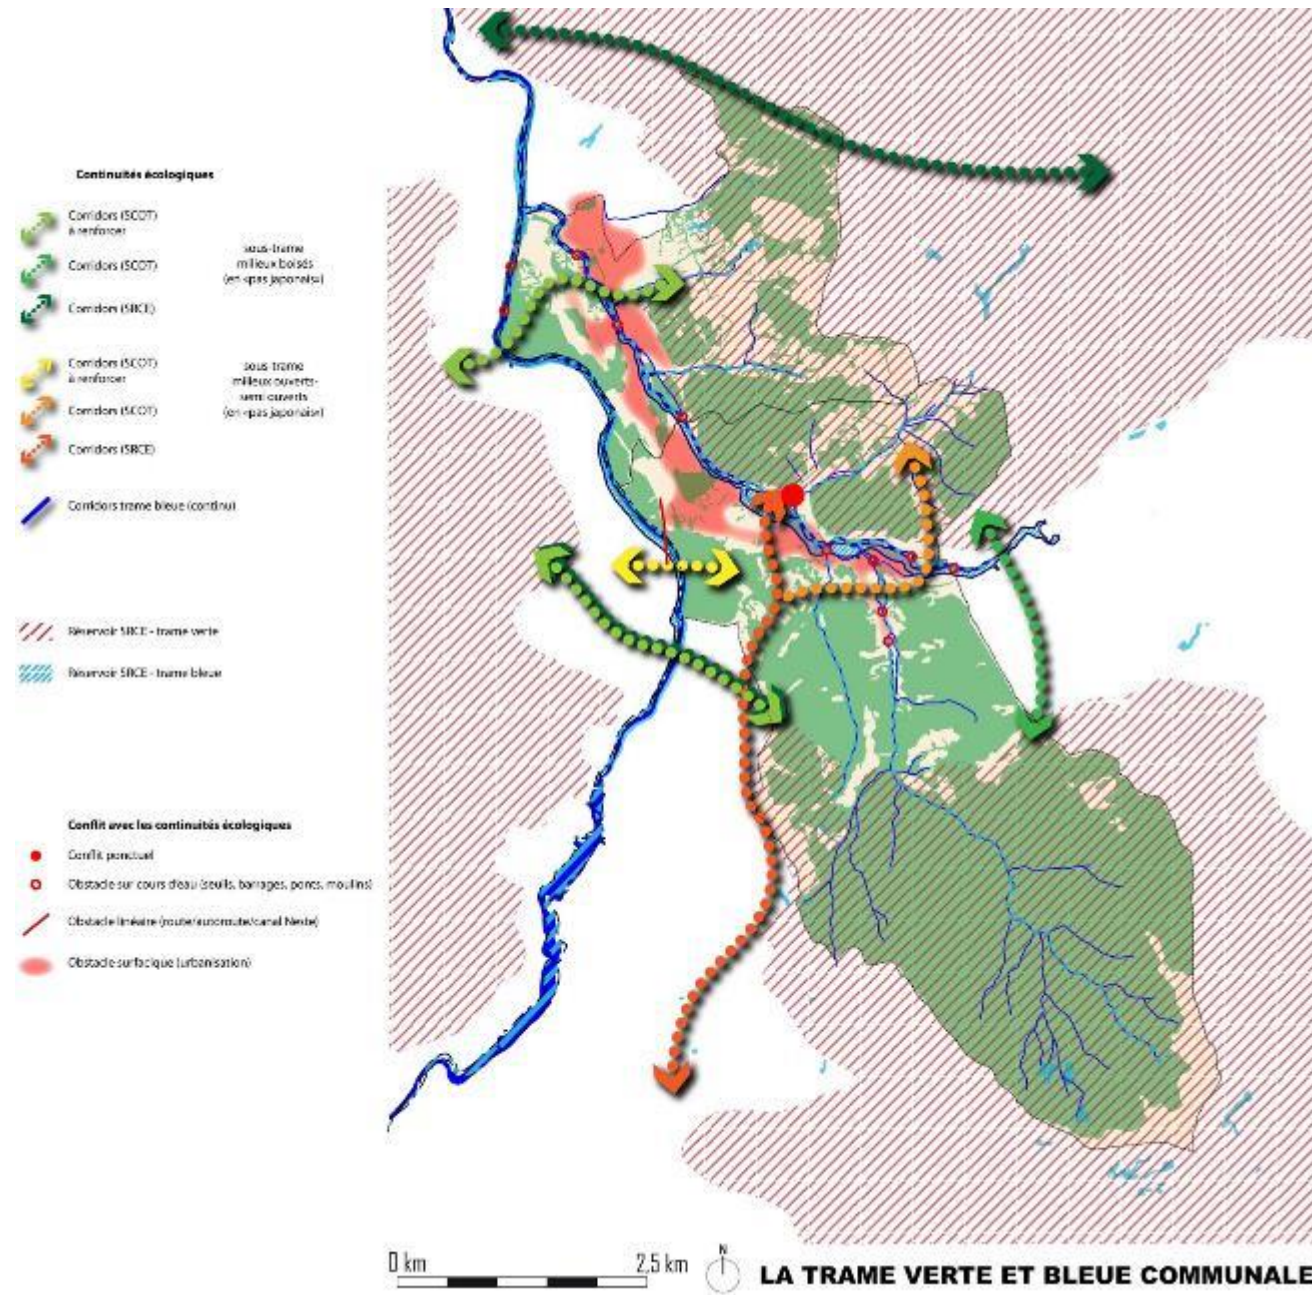 Continuités écologiques
Corridors (SCOT)
à renforcer
Corridors (SCOT)
Corridors (SRCE)
sous-trame
milieux boisés
(en «pas japonais»)
Corridors (SCOT)
à renforcer
Corridors (SCOT)
Corridors (SRCE)
sous-trame
milieux ouverts-
semi ouverts
(en «pas japonais»)
Corridors trame bleue (continu)
Réservoir SRCE - trame verte
Réservoir SRCE - trame bleue
Conflit avec les continuités écologiques
Conflit ponctuel
Obstacle sur cours d'eau (seuils, barrages, ponts, moulins)
Obstacle linéaire (route/autoroute/canal Neste)
Obstacle surfacique (urbanisation)
0 km
2,5 km
N
LA TRAME VERTE ET BLEUE COMMUNALE